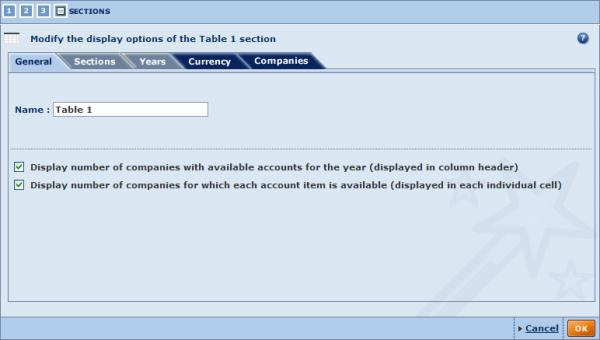 1 2 3 SECTIONS
Modify the display options of the Table 1 section ?
General Sections Years Currency Companies
Name : Table 1
Display number of companies with available accounts for the year (displayed in column header)
Display number of companies for which each account item is available (displayed in each individual cell)
Cancel OK